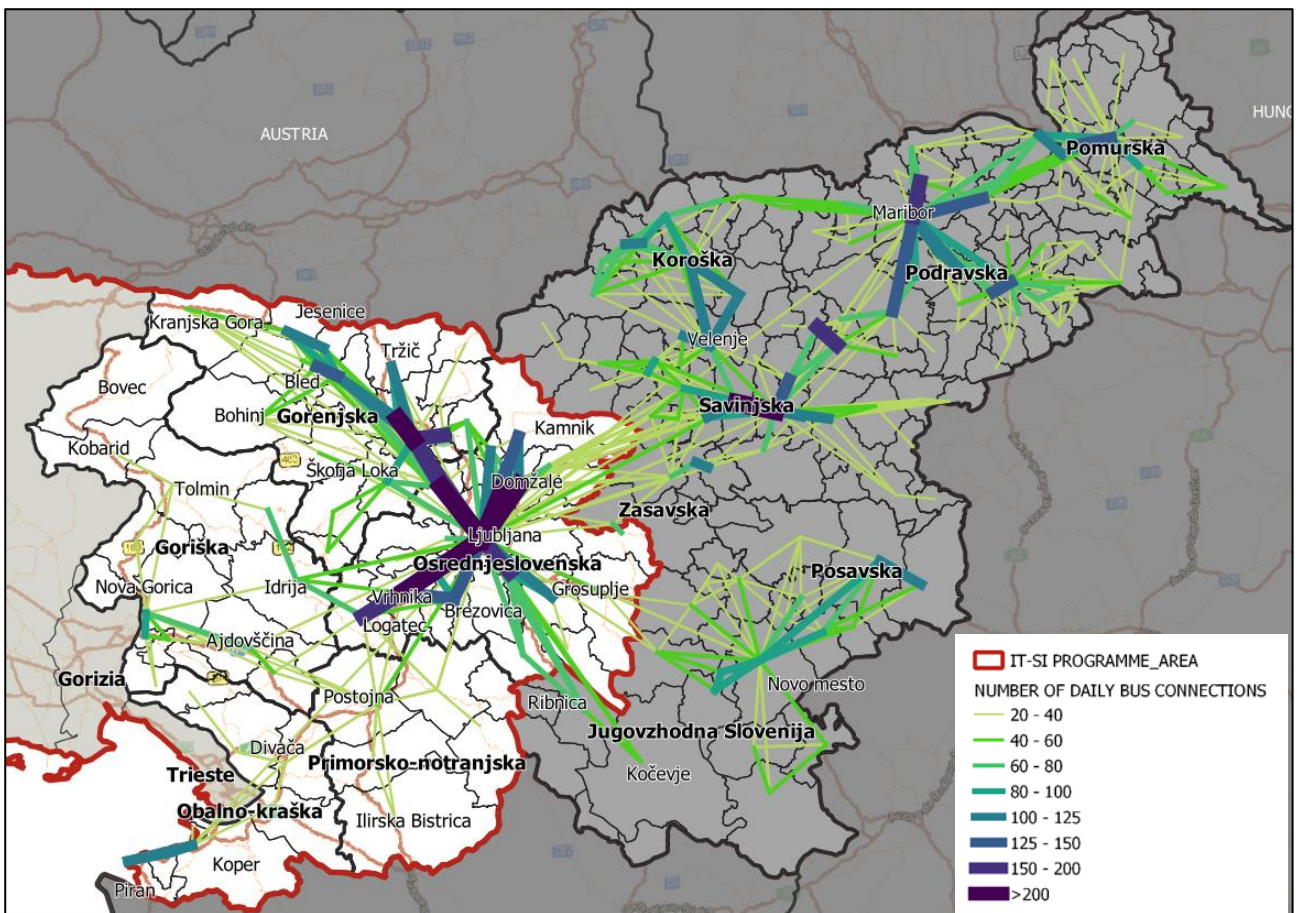 AUSTRIA
HUNG
Pomurska
Maribor
Koroška
Podravska
Jesenice
Kranjska Gora
Tržič
Velenje
Bovec
Bled
Savinjska
Bohinj
Gorenjska
Kamnik
Kobarid
Škofja Loka
403
Tolmin
Domžale
Zasavska
Ljubljana
Goriška
103
102
Osrednjeslovenska
Posavska
Nova Gorica
Idrija
Vrhnika
Grosuplje
Brezovica
Logatec
Ajdovščina
Gorizia
Postojna
Ribnica
Novo mesto
Divača
Jugovzhodna Slovenija
Trieste
Primorsko-notranjska
Kočevje
Obalno-kraška
Ilirska Bistrica
Koper
Piran
IT-SI PROGRAMME_AREA
NUMBER OF DAILY BUS CONNECTIONS
20 - 40
40 - 60
60 - 80
80 - 100
100 - 125
125 - 150
150 - 200
>200